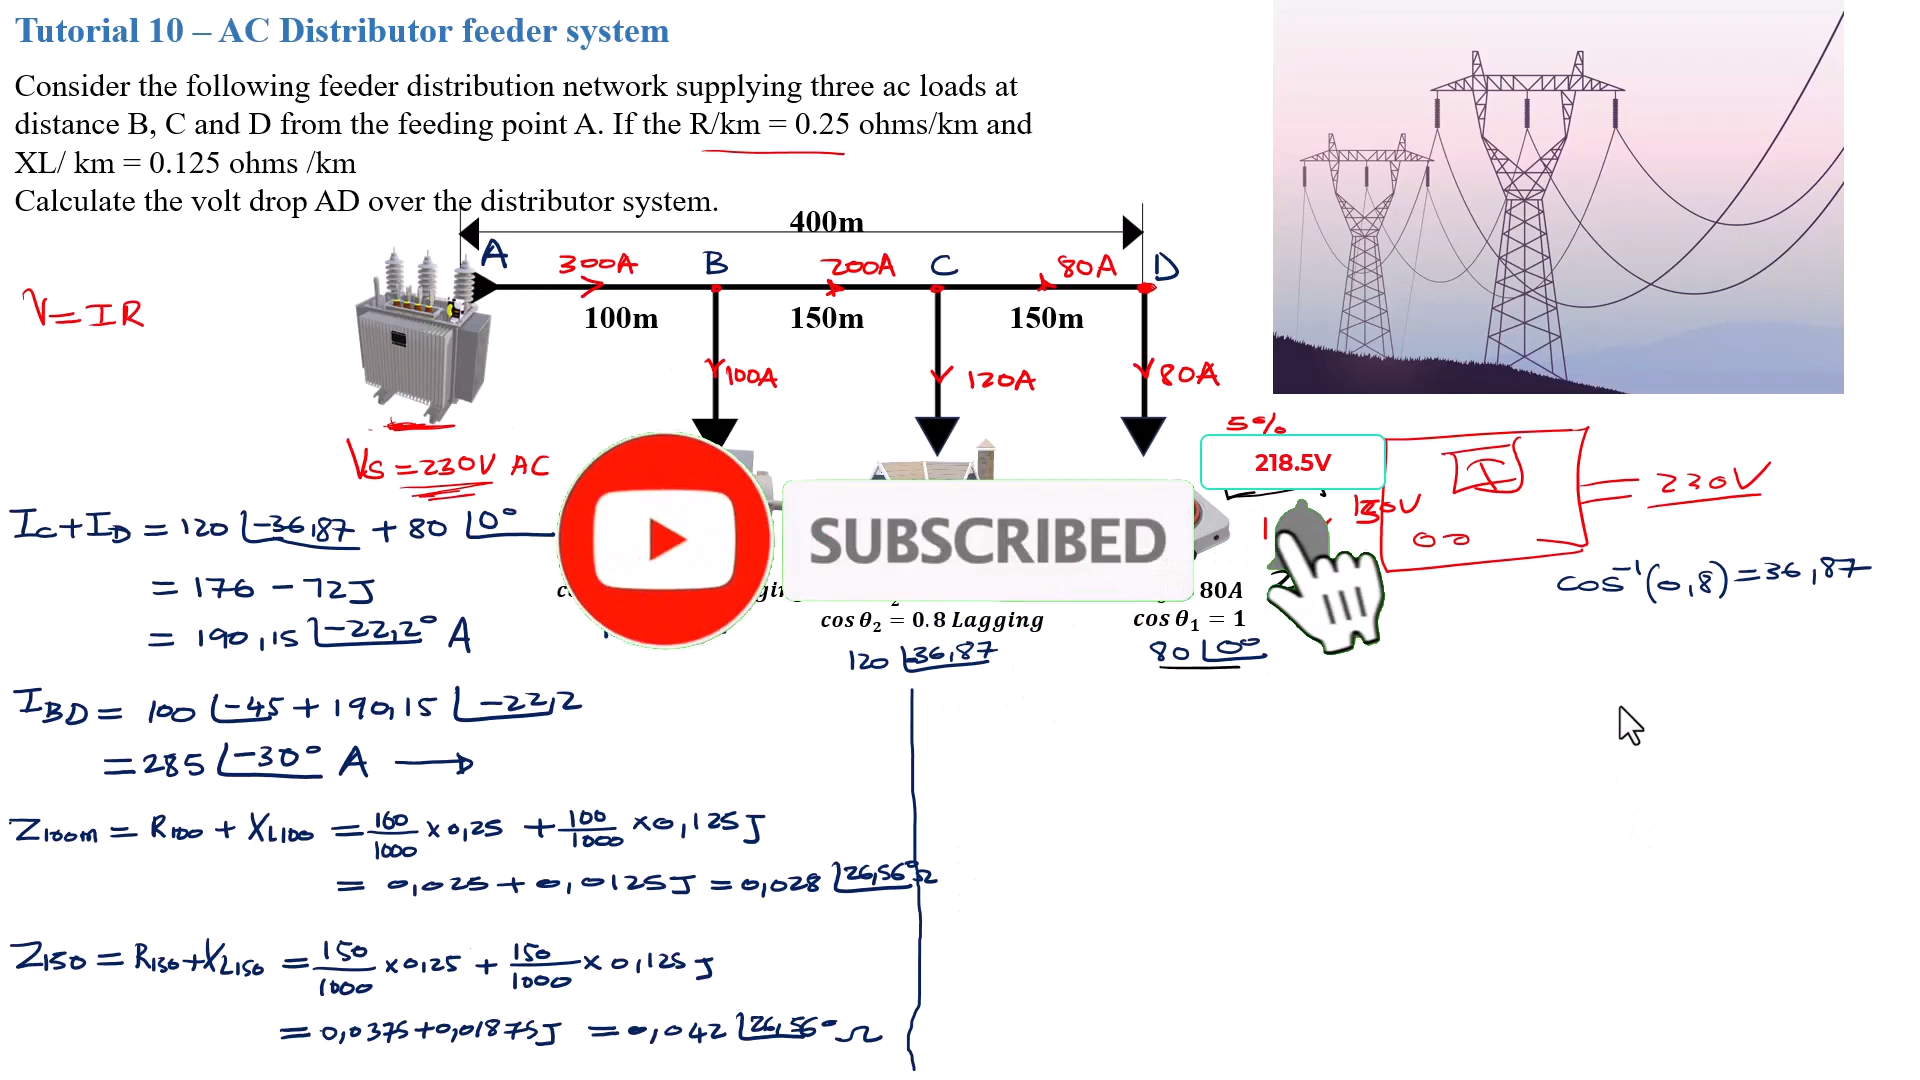 Tutorial 10 – AC Distributor feeder system
Consider the following feeder distribution network supplying three ac loads at
distance B, C and D from the feeding point A. If the R/km = 0.25 ohms/km and
XL/ km = 0.125 ohms /km
Calculate the volt drop AD over the distributor system.
400m
A 300A B 200A C 80A D
100m 150m 150m
V = IR
100A 120A 80A
Vs = 230V AC
5%
218.5V
I
220V
130V
00
SUBSCRIBED
Ic + ID = 120 ∠-36,87 + 80 ∠0°
= 176 - 72J
= 190,15 ∠-22,2° A
cos⁻¹(0,8) = 36,87
80A
cos θ₂ = 0.8 Lagging
cos θ₁ = 1
120 ∠-36,87
80 ∠0°
IBD = 100 ∠-45 + 190,15 ∠-22,2
= 285 ∠-30° A →
Z100m = R100 + XL100 = 100/1000 × 0,25 + 100/1000 × 0,125J
= 0,025 + 0,0125J = 0,028 ∠26,56° Ω
Z150 = R150 + XL150 = 150/1000 × 0,125 + 150/1000 × 0,125J
= 0,0375 + 0,01875J = 0,042 ∠26,56° Ω